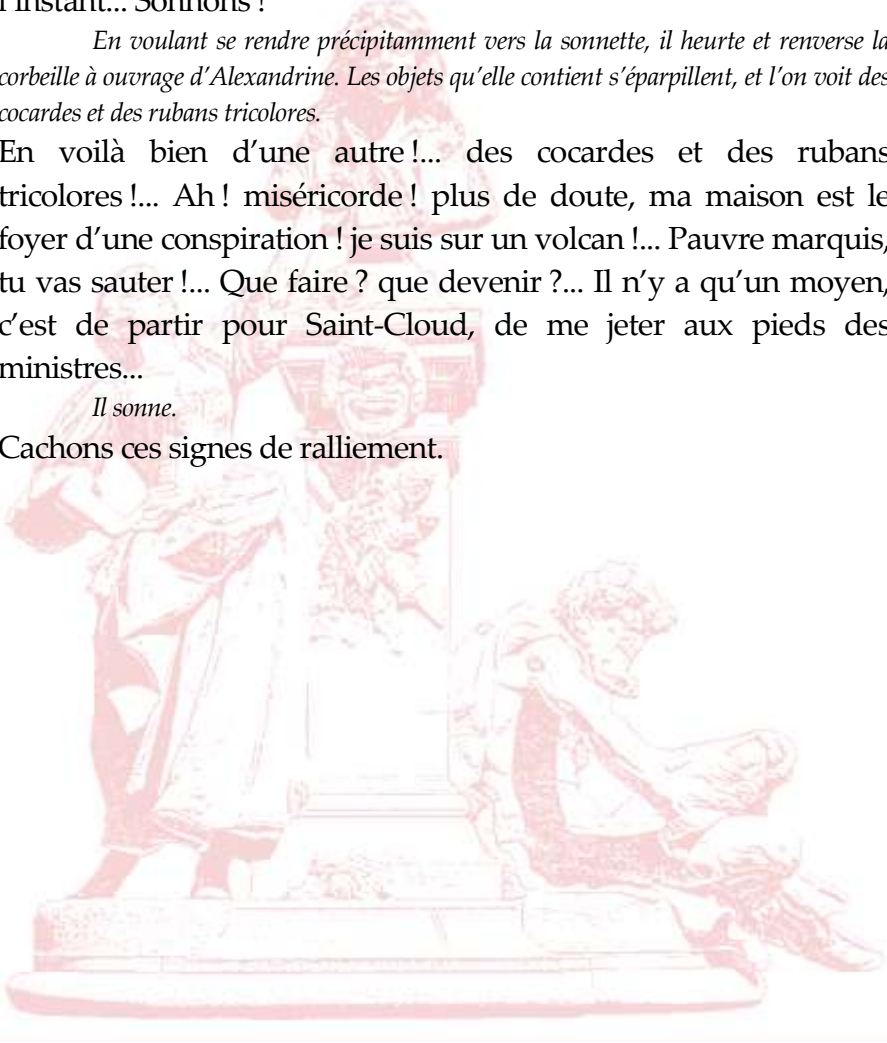 l'instant... Sonnons !
En voulant se rendre précipitamment vers la sonnette, il heurte et renverse la
corbeille à ouvrage d'Alexandrine. Les objets qu'elle contient s'éparpillent, et l'on voit des
cocardes et des rubans tricolores.
En voilà bien d'une autre !... des cocardes et des rubans
tricolores !... Ah ! miséricorde ! plus de doute, ma maison est le
foyer d'une conspiration ! je suis sur un volcan !... Pauvre marquis,
tu vas sauter !... Que faire ? que devenir ?... Il n'y a qu'un moyen,
c'est de partir pour Saint-Cloud, de me jeter aux pieds des
ministres...
Il sonne.
Cachons ces signes de ralliement.